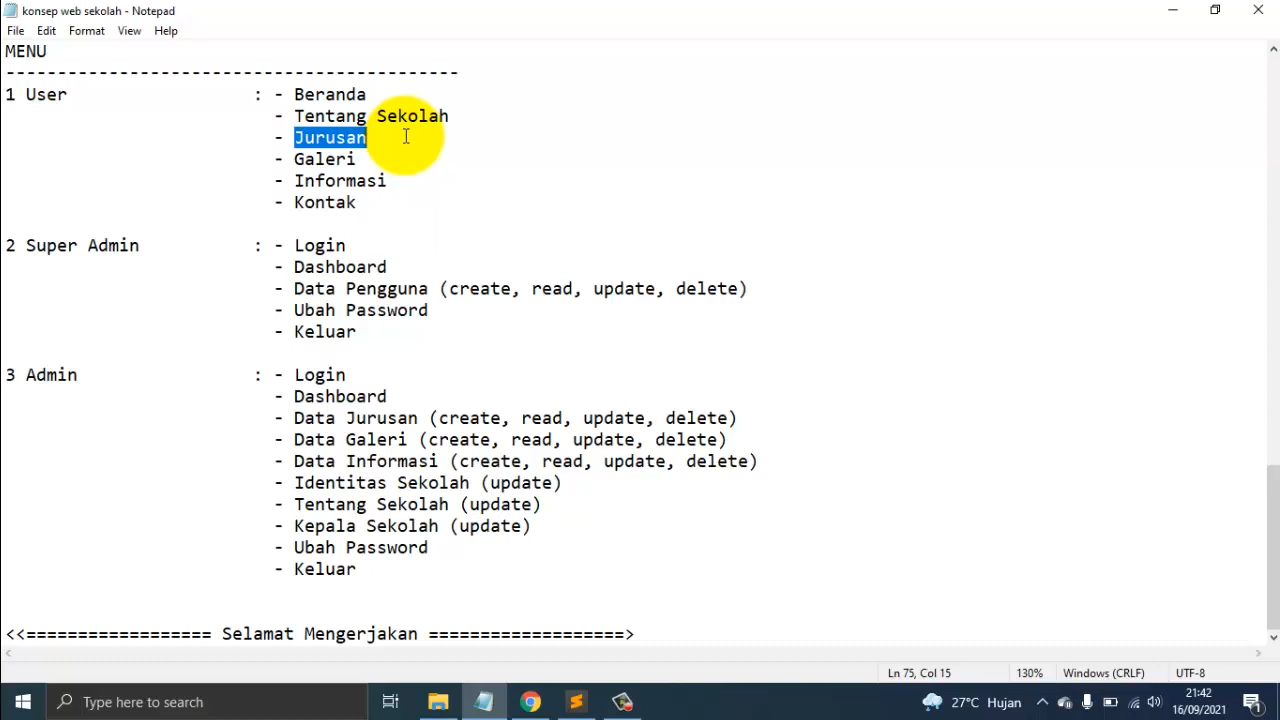 konsep web sekolah - Notepad
File Edit Format View Help
MENU
--------------------------------------------
1 User : - Beranda
- Tentang Sekolah
- Jurusan
- Galeri
- Informasi
- Kontak
2 Super Admin : - Login
- Dashboard
- Data Pengguna (create, read, update, delete)
- Ubah Password
- Keluar
3 Admin : - Login
- Dashboard
- Data Jurusan (create, read, update, delete)
- Data Galeri (create, read, update, delete)
- Data Informasi (create, read, update, delete)
- Identitas Sekolah (update)
- Tentang Sekolah (update)
- Kepala Sekolah (update)
- Ubah Password
- Keluar
<<================== Selamat Mengerjakan ===================>
Ln 75, Col 15 130% Windows (CRLF) UTF-8
Type here to search
27°C Hujan
21:42
16/09/2021
1